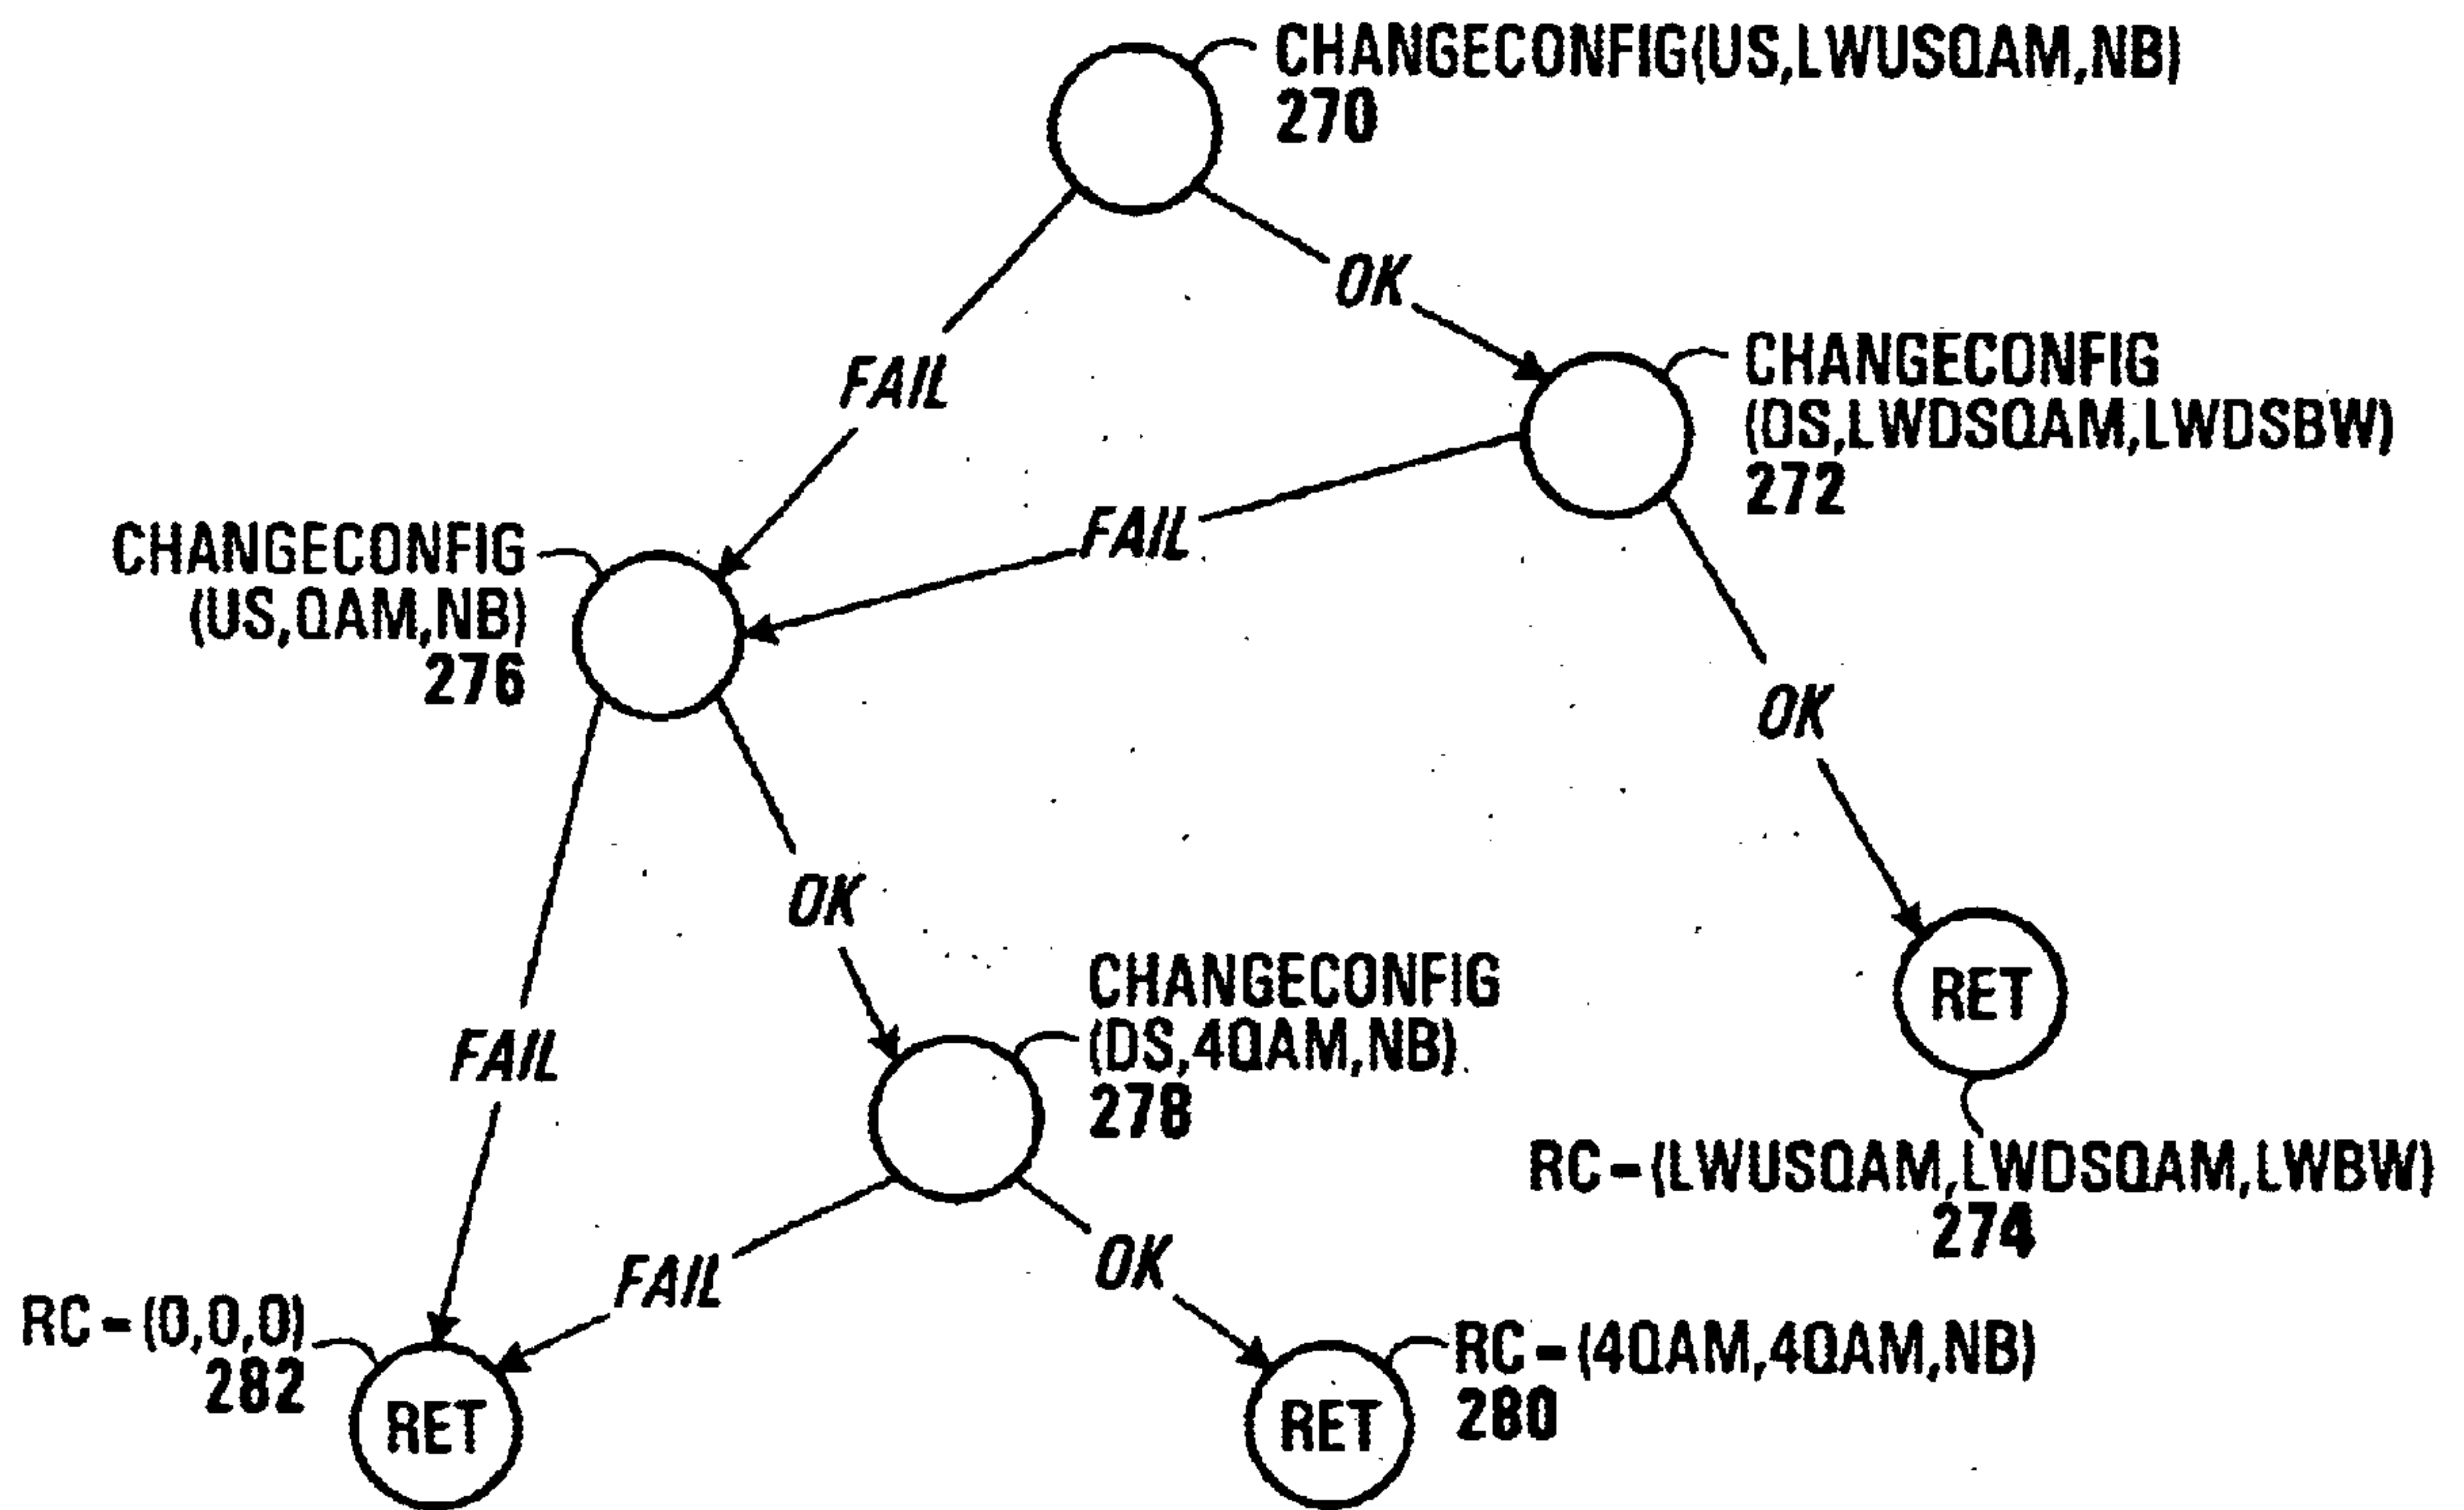 CHANGECONFIG(US,LWUSQAM,NB)
270
OK
FAIL
CHANGECONFIG
(DS,LWDSQAM,LWDSBW)
272
FAIL
CHANGECONFIG
(US,QAM,NB)
276
OK
OK
CHANGECONFIG
(DS,4QAM,NB)
278
RET
FAIL
RC-(LWUSQAM,LWDSQAM,LWBW)
274
OK
FAIL
RC-(0,0,0)
282
RET
RET
RC-(4QAM,4QAM,NB)
280